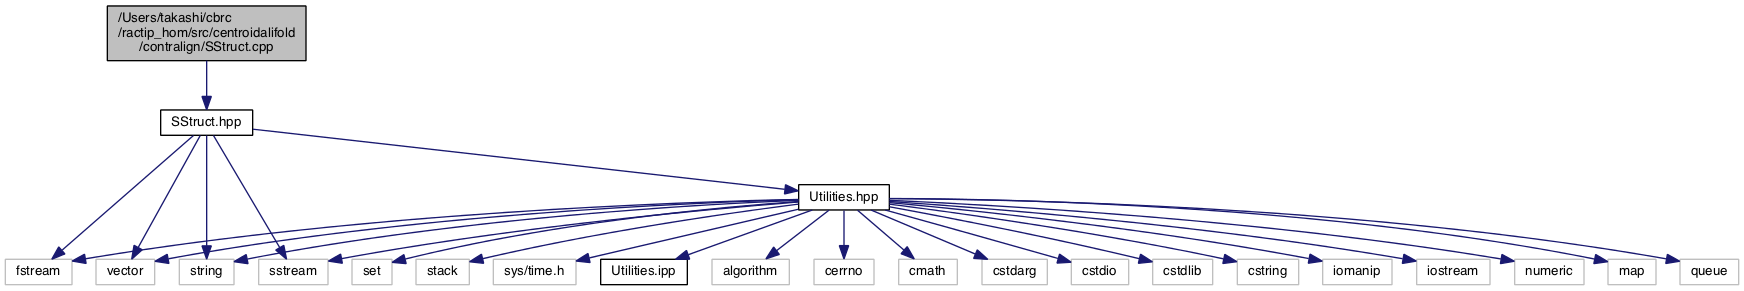 /Users/takashi/cbrc
/ractip_hom/src/centroidalifold
/contralign/SStruct.cpp
SStruct.hpp
Utilities.hpp
fstream
vector
string
sstream
set
stack
sys/time.h
Utilities.ipp
algorithm
cerrno
cmath
cstdarg
cstdio
cstdlib
cstring
iomanip
iostream
numeric
map
queue